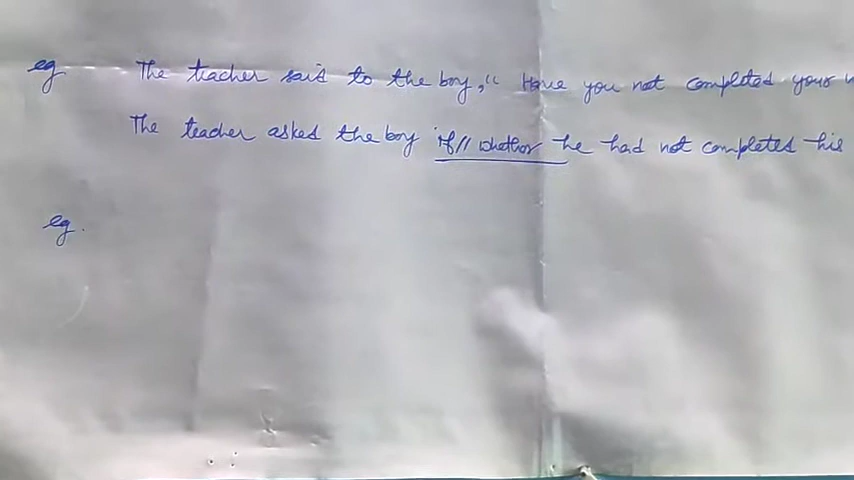 eg The teacher said to the boy, " Have you not completed your
The teacher asked the boy if// whether he had not completed his
eg.